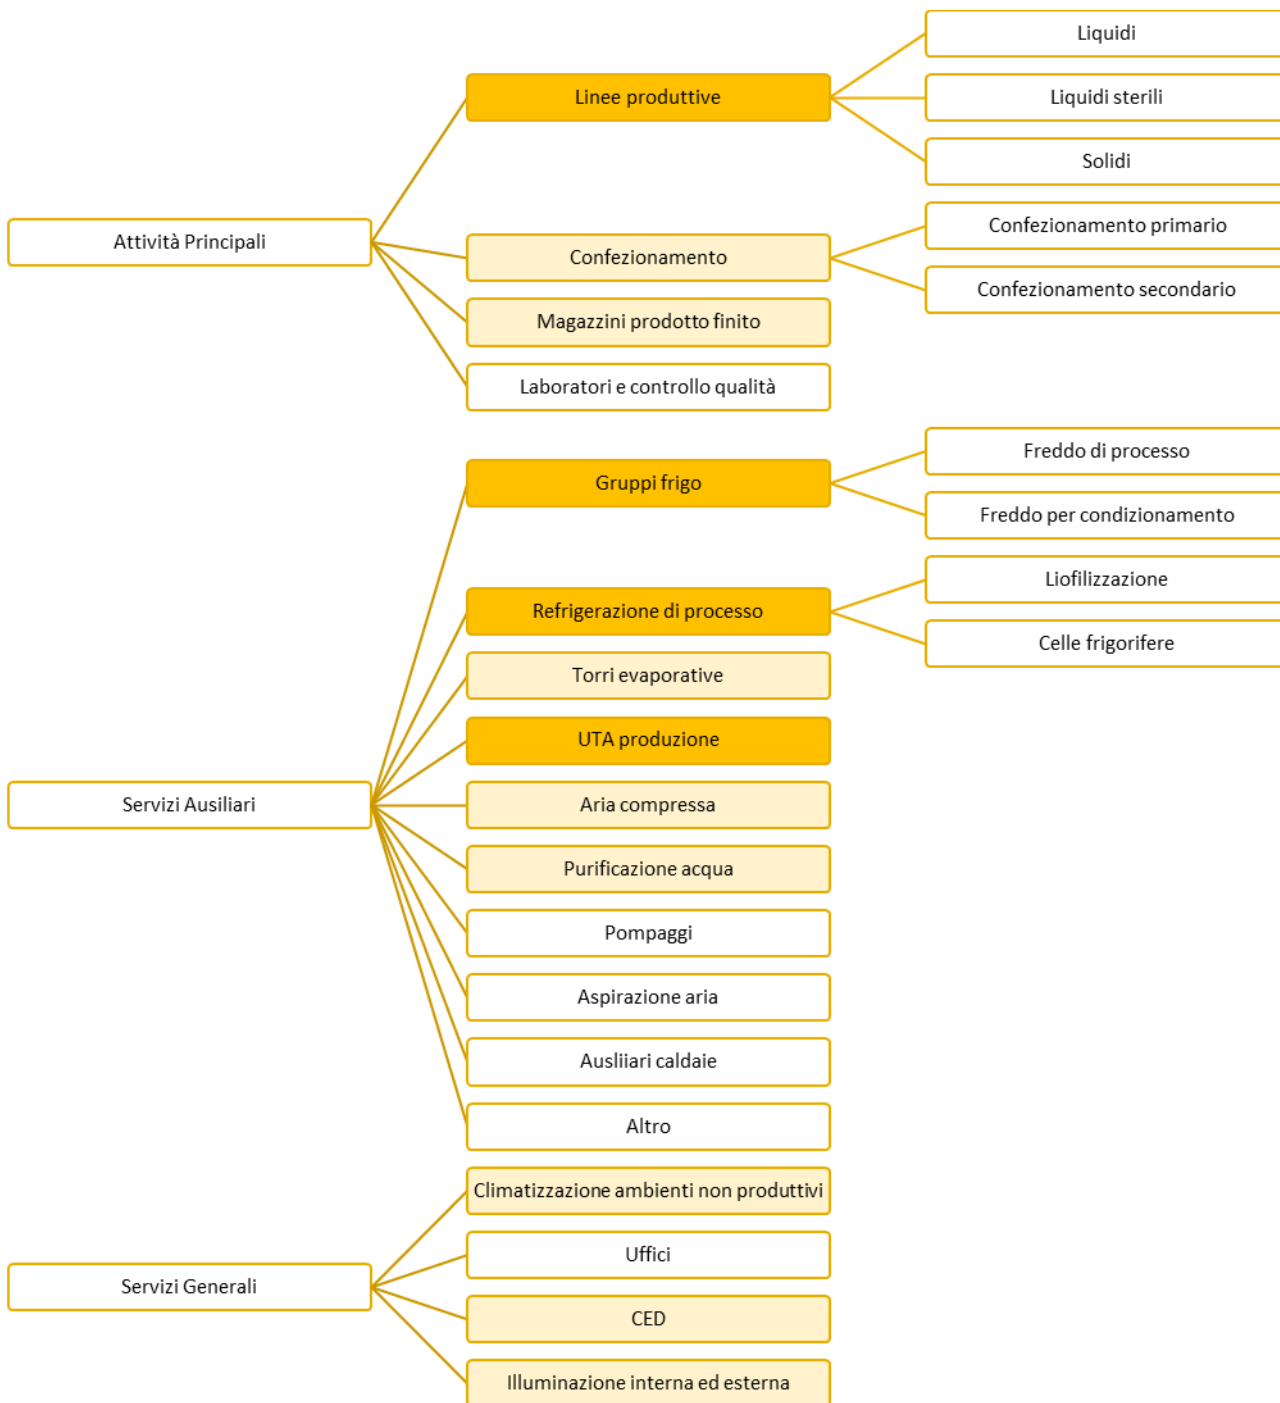 Attività Principali
Linee produttive
Liquidi
Liquidi sterili
Solidi
Confezionamento
Confezionamento primario
Confezionamento secondario
Magazzini prodotto finito
Laboratori e controllo qualità
Servizi Ausiliari
Gruppi frigo
Freddo di processo
Freddo per condizionamento
Refrigerazione di processo
Liofilizzazione
Celle frigorifere
Torri evaporative
UTA produzione
Aria compressa
Purificazione acqua
Pompaggi
Aspirazione aria
Ausliiari caldaie
Altro
Servizi Generali
Climatizzazione ambienti non produttivi
Uffici
CED
Illuminazione interna ed esterna